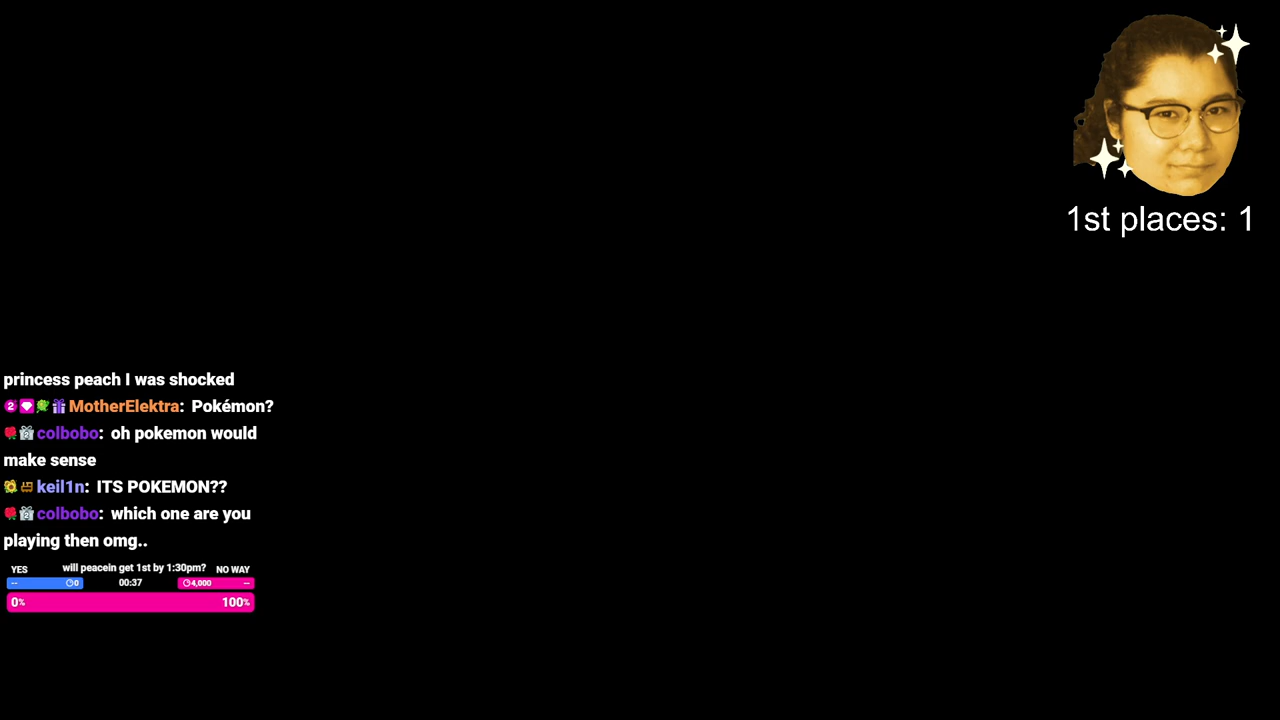 1st places: 1
princess peach I was shocked
2 MotherElektra: Pokémon?
colbobo: oh pokemon would
make sense
keil1n: ITS POKEMON??
colbobo: which one are you
playing then omg..
YES will peacein get 1st by 1:30pm? NO WAY
-- 0 00:37 4,000 --
0% 100%